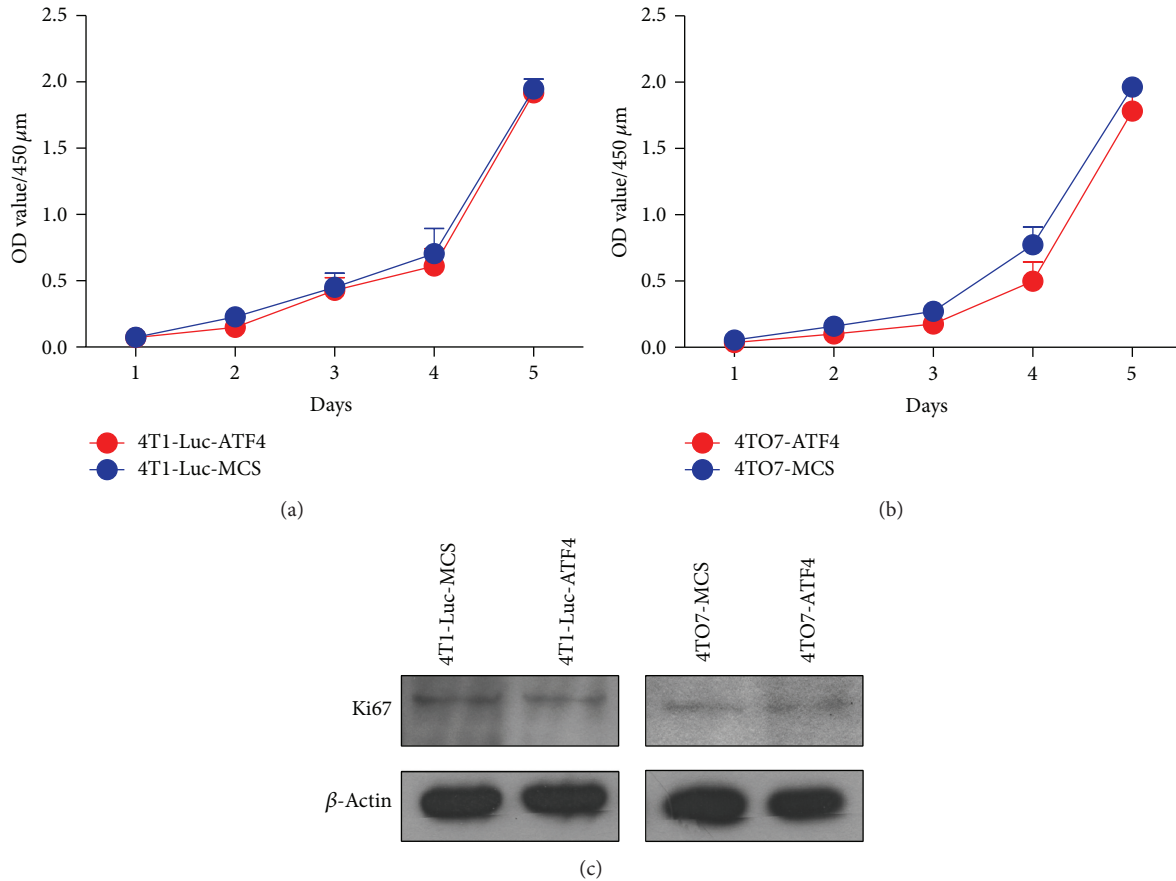 2.5
2.0
1.5
1.0
0.5
0.0
OD value/450 μm
1 2 3 4 5
Days
4T1-Luc-ATF4
4T1-Luc-MCS
(a)
2.5
2.0
1.5
1.0
0.5
0.0
OD value/450 μm
1 2 3 4 5
Days
4TO7-ATF4
4TO7-MCS
(b)
4T1-Luc-MCS
4T1-Luc-ATF4
4TO7-MCS
4TO7-ATF4
Ki67
β-Actin
(c)